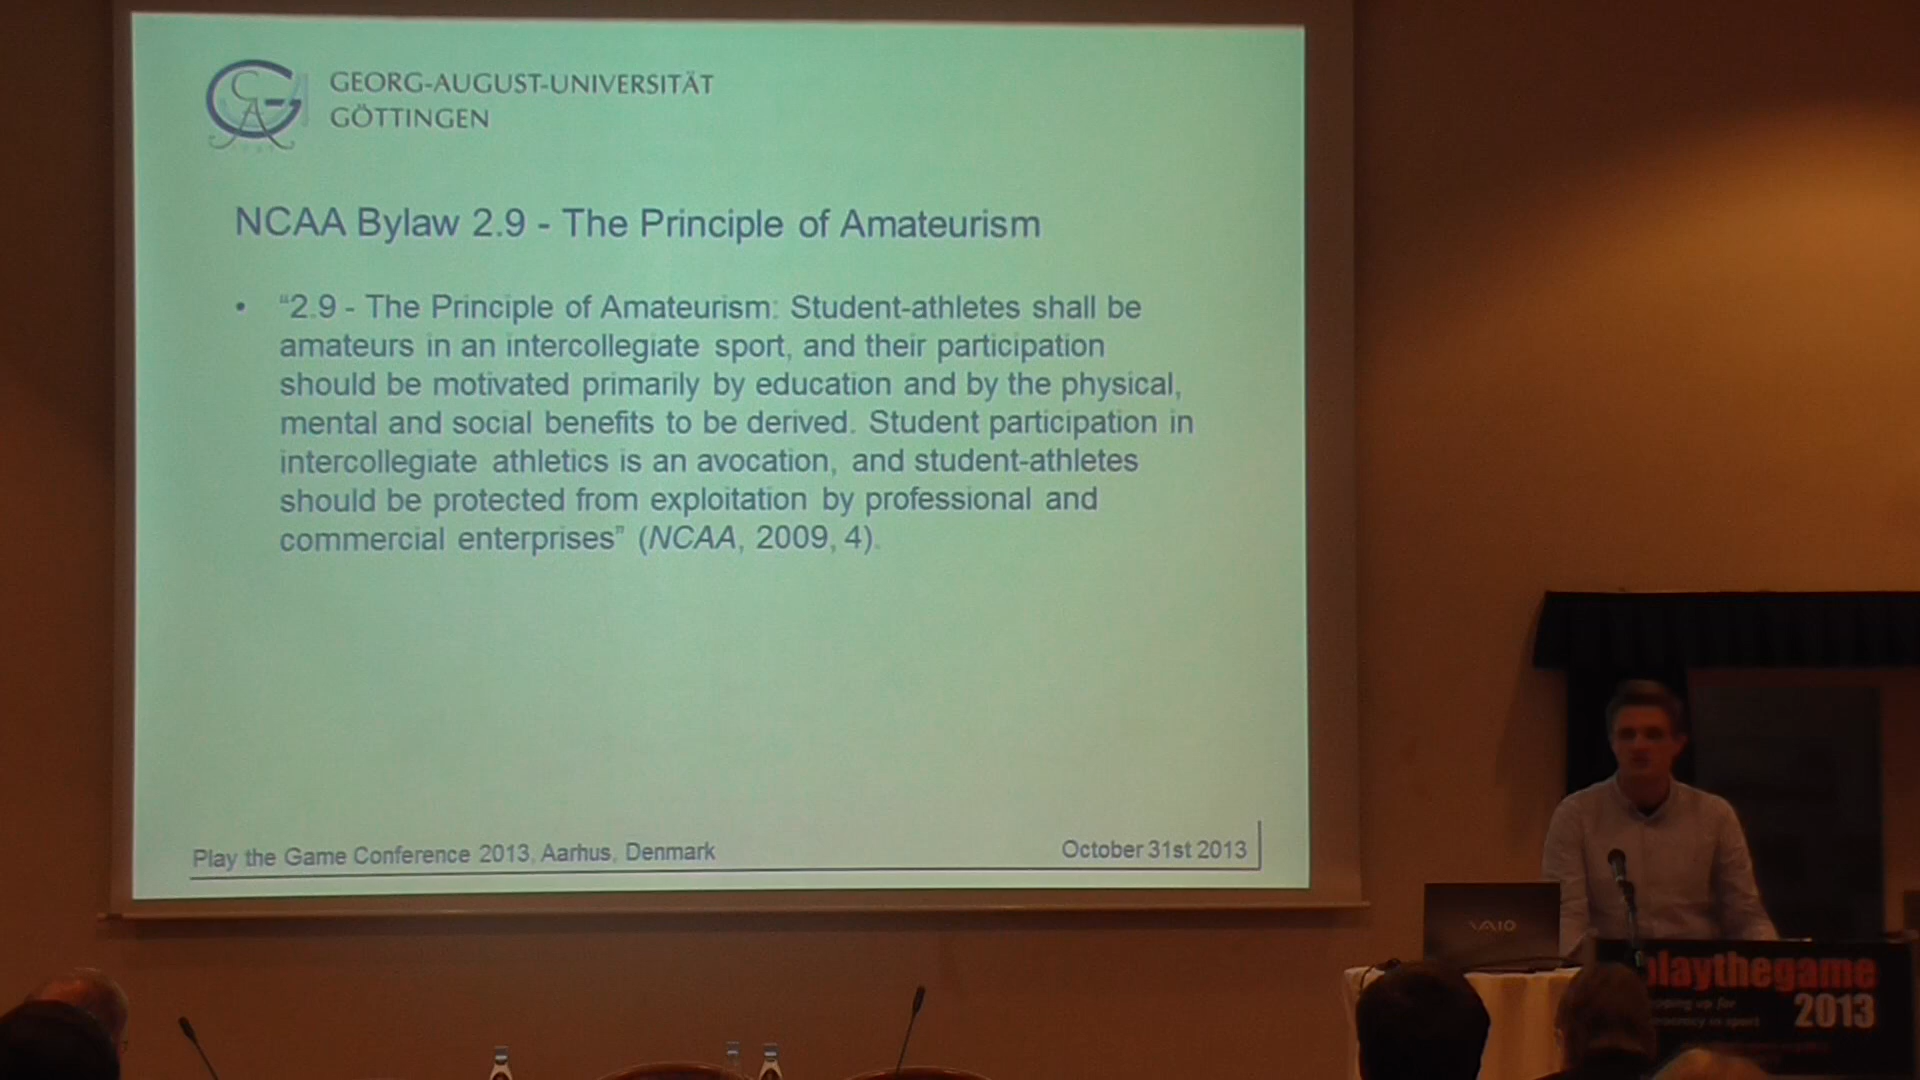 GEORG-AUGUST-UNIVERSITÄT
GÖTTINGEN
NCAA Bylaw 2.9 - The Principle of Amateurism
• “2.9 - The Principle of Amateurism: Student-athletes shall be
amateurs in an intercollegiate sport, and their participation
should be motivated primarily by education and by the physical,
mental and social benefits to be derived. Student participation in
intercollegiate athletics is an avocation, and student-athletes
should be protected from exploitation by professional and
commercial enterprises” (NCAA, 2009, 4).
Play the Game Conference 2013, Aarhus, Denmark
October 31st 2013
VAIO
playthegame
2013
up for
in sport